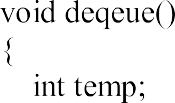 void deqeue()
{
int temp;